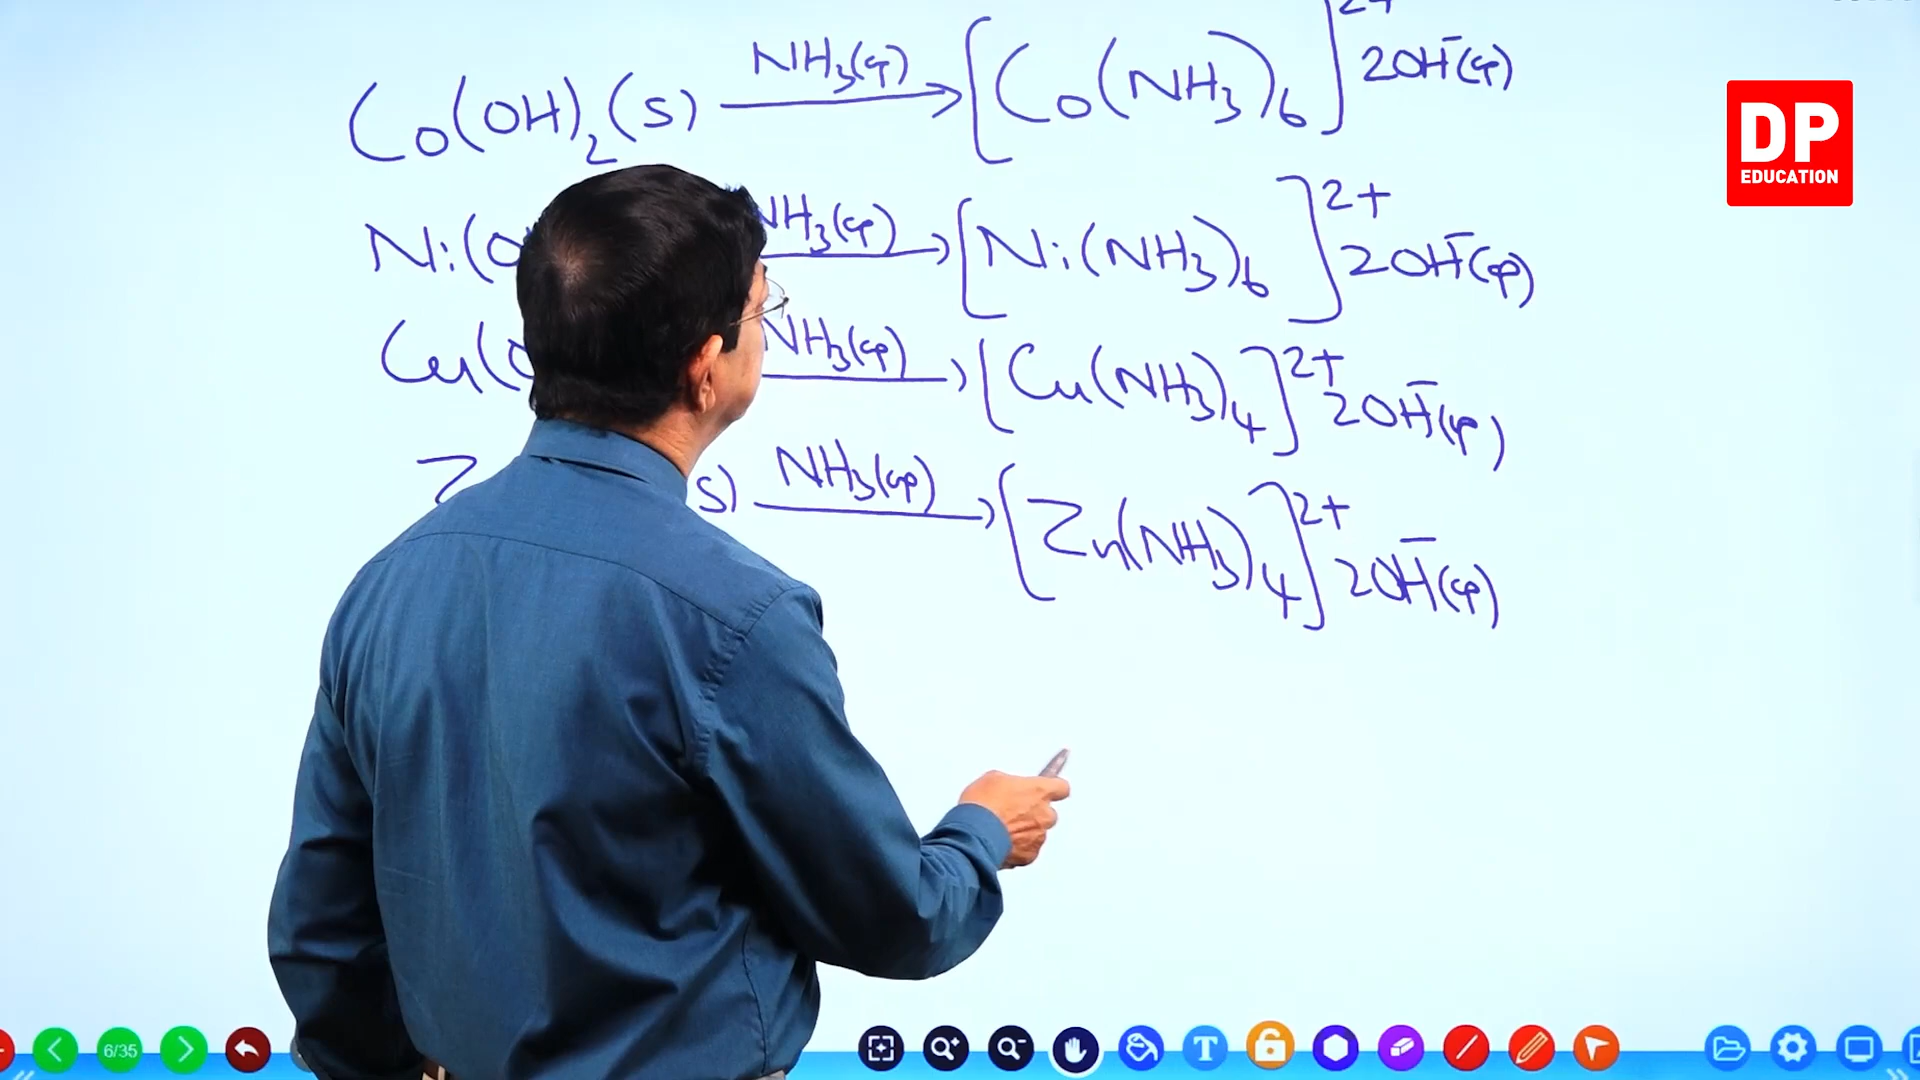 Co(OH)₂(s) NH₃(aq) → [Co(NH₃)₆]²⁺ 2OH⁻(aq)
DP
EDUCATION
Ni(O NH₃(aq) → [Ni(NH₃)₆]²⁺ 2OH⁻(aq)
Cu(O NH₃(aq) → [Cu(NH₃)₄]²⁺ 2OH⁻(aq)
Z s) NH₃(aq) → [Zn(NH₃)₄]²⁺ 2OH⁻(aq)
6/35
T